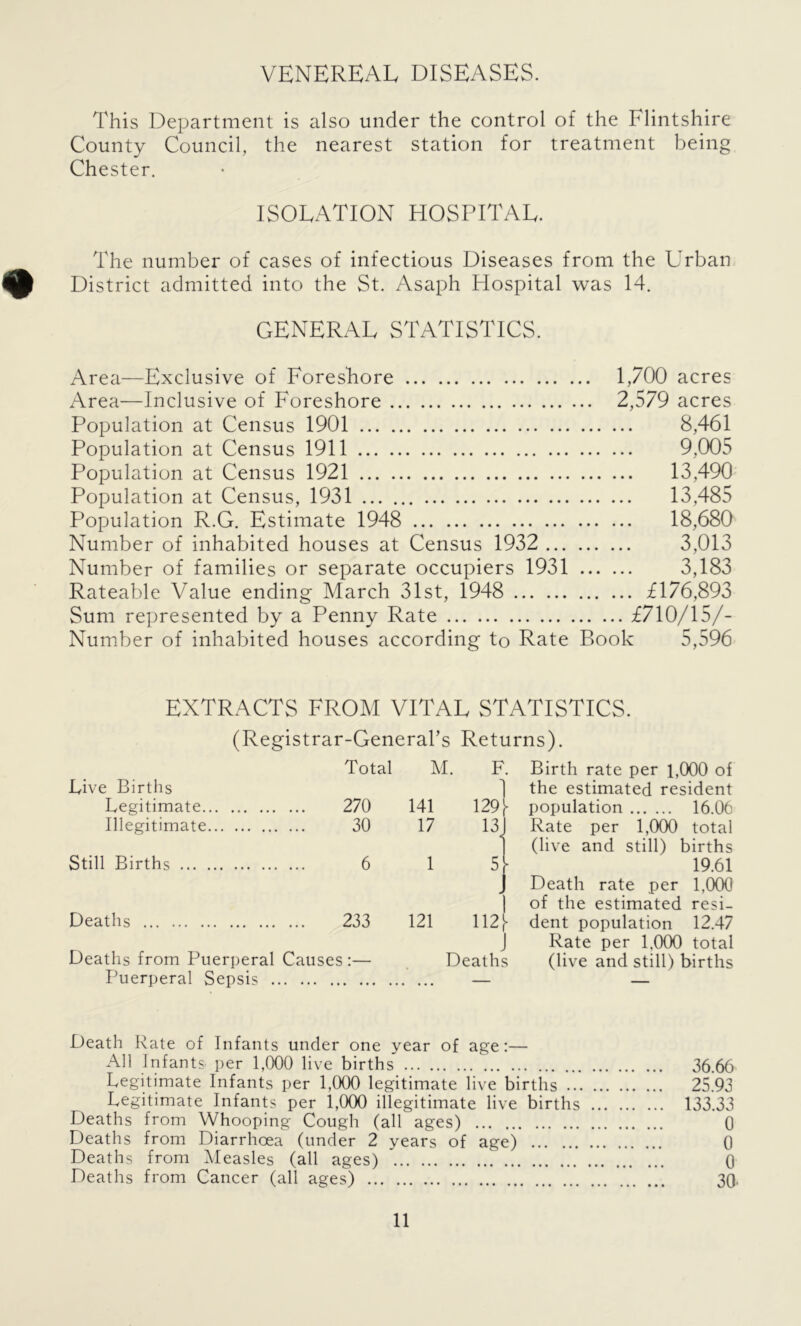 VENEREAL DISEASES.
This Department is also under the control of the Flintshire
County Council, the nearest station for treatment being
Chester.
ISOLATION HOSPITAL.
The number of cases of infectious Diseases from the Urban
District admitted into the St. Asaph Hospital was 14.
GENERAL STATISTICS.
Area—Exclusive of Foreshore ... ... ... ... ... ... ... 1,700 acres
Area—Inclusive of Foreshore ... ... ... ... ... ... ... 2,579 acres
Population at Census 1901 ... ... ... ... ... ... ... ... ... ... 8,461
Population at Census 1911 ... ... ... ... ... ... ... ... ... ... 9,005
Population at Census 1921 ... ... ... ... ... ... ... ... ... ... 13,490
Population at Census, 1931 ... ... ... ... ... ... ... ... ... ... 13,485
Population R.G. Estimate 1948 ... ... ... ... ... ... ... ... 18,680
Number of inhabited houses at Census 1932 ... ... ... 3,013
Number of families or separate occupiers 1931 ... ... 3,183
Rateable Value ending March 31st, 1948 ... ... ... ... ... £176,893
Sum represented by a Penny Rate ... ... ... ... ... ... ... £710/15/-
Number of inhabited houses according to Rate Book 5,596
EXTRACTS FROM VITAL STATISTICS.
(Registrar-General's Returns).
Total M. F.
Live Births
Legitimate... ... ... ... 270 141 129
Illegitimate... ... ... ... 30 17 13
Still Births ... ... ... ... ... 6 1 5
Deaths ... ... ... ... ... ... 233 121 112
Deaths from Puerperal Causes :— Deaths
Puerperal Sepsis ... ... ... ... ... ... ... —
Birth rate per 1,000 of
the estimated resident
population ... ... 16.06
Rate per 1,000 total
(live and still) births
19.61
Death rate per 1,000
of the estimated resi-
dent population 12.47
Rate per 1,000 total
(live and still) births
—
Death Rate of Infants under one year of age :—
All Infants per 1,000 live births ... ... ... ... ... ... ... ... ... ... 36.66
Legitimate Infants per 1,000 legitimate live births ... ... ... ... 25.93
Legitimate Infants per 1,000 illegitimate live births ... ... ... 133.33
Deaths from Whooping Cough (all ages) ... ... ... ... ... ... ... 0
Deaths from Diarrhœa (under 2 years of age) ... ... ... ... ... 0
Deaths from Measles (all ages) ... ... ... ... ... ... ... ... ... ... 0
Deaths from Cancer (all ages) ... ... ... ... ... ... ... ... ... ... 30
11